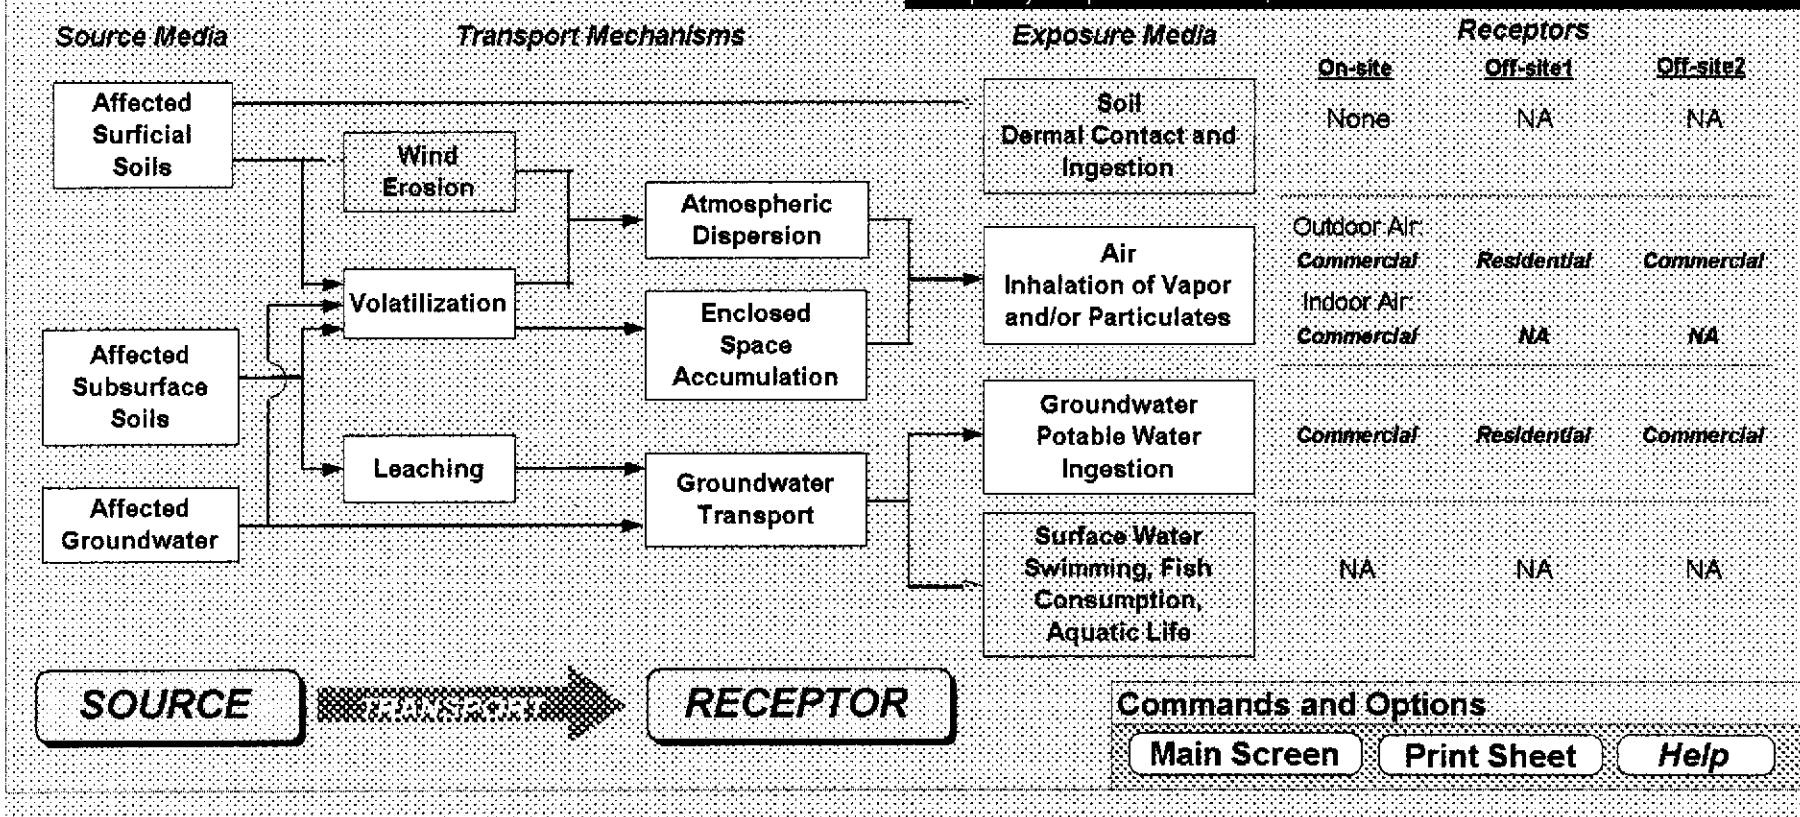 Source Media
Transport Mechanisms
Exposure Media
Receptors
On-site
Off-site1
Off-site2
Affected
Surficial
Soils
Wind
Erosion
Volatilization
Atmospheric
Dispersion
Enclosed
Space
Accumulation
Affected
Subsurface
Soils
Leaching
Groundwater
Transport
Affected
Groundwater
Soil
Dermal Contact and
Ingestion
None
NA
NA
Air
Inhalation of Vapor
and/or Particulates
Outdoor Air:
Commercial
Residential
Commercial
Indoor Air:
Commercial
NA
NA
Groundwater
Potable Water
Ingestion
Commercial
Residential
Commercial
Surface Water
Swimming, Fish
Consumption,
Aquatic Life
NA
NA
NA
SOURCE
TRANSPORT
RECEPTOR
Commands and Options
Main Screen
Print Sheet
Help